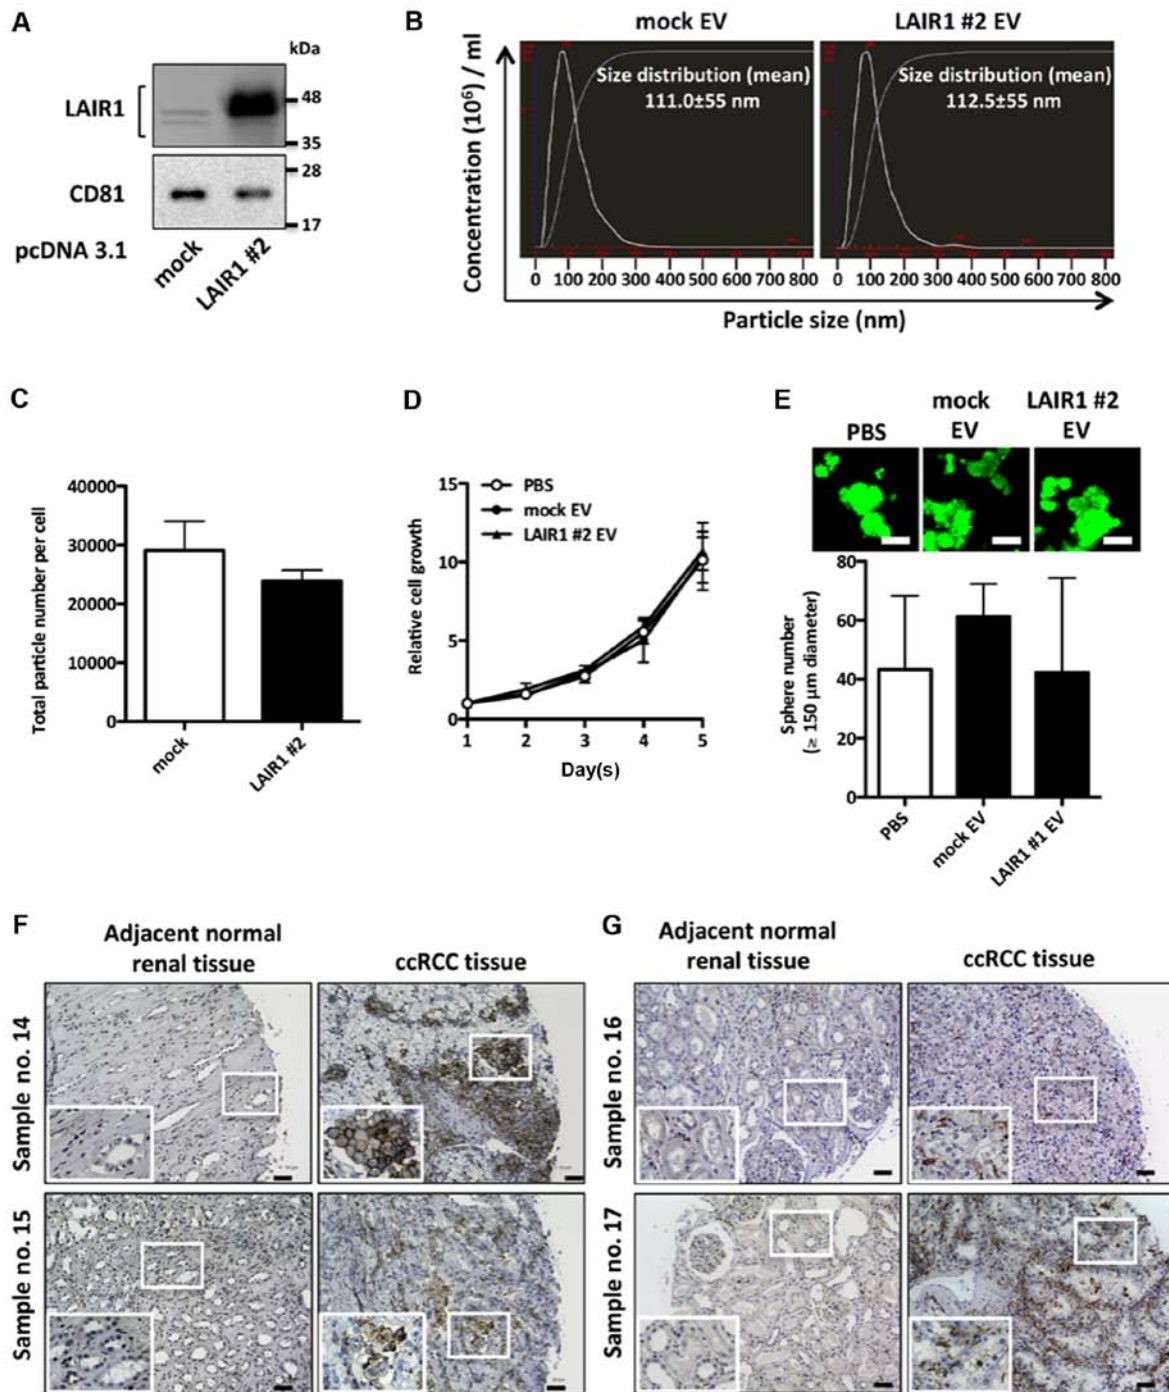 A
kDa
LAIR1
48
35
28
CD81
17
pcDNA 3.1
mock
LAIR1 #2
B
mock EV
LAIR1 #2 EV
Concentration (10⁶) / ml
Size distribution (mean)
111.0±55 nm
Size distribution (mean)
112.5±55 nm
0 100 200 300 400 500 600 700 800
0 100 200 300 400 500 600 700 800
Particle size (nm)
C
Total particle number per cell
40000
30000
20000
10000
0
mock
LAIR1 #2
D
Relative cell growth
15
10
5
0
PBS
mock EV
LAIR1 #2 EV
1 2 3 4 5
Day(s)
E
PBS
mock
EV
LAIR1 #2
EV
Sphere number
(≥ 150 µm diameter)
80
60
40
20
0
PBS
mock EV
LAIR1 #1 EV
F
Adjacent normal
renal tissue
ccRCC tissue
Sample no. 14
Sample no. 15
G
Adjacent normal
renal tissue
ccRCC tissue
Sample no. 16
Sample no. 17